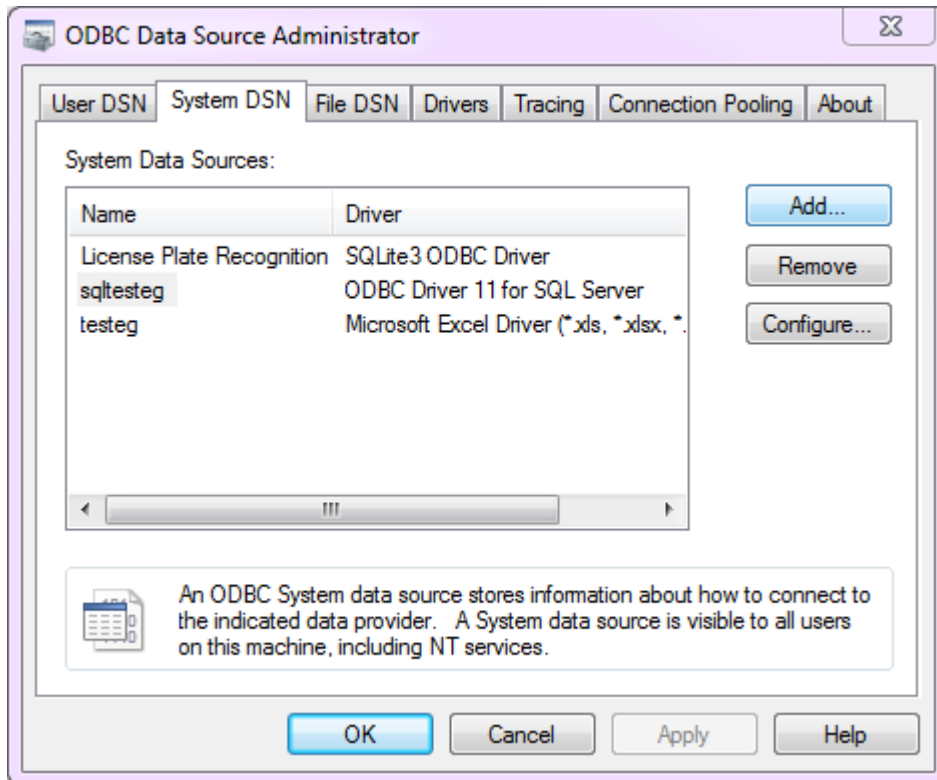 ODBC Data Source Administrator
User DSN System DSN File DSN Drivers Tracing Connection Pooling About
System Data Sources:
Name Driver Add...
License Plate Recognition SQLite3 ODBC Driver
Remove
sqltesteg ODBC Driver 11 for SQL Server
testeg Microsoft Excel Driver (*.xls, *.xlsx, *. Configure...
An ODBC System data source stores information about how to connect to
the indicated data provider. A System data source is visible to all users
on this machine, including NT services.
OK Cancel Apply Help